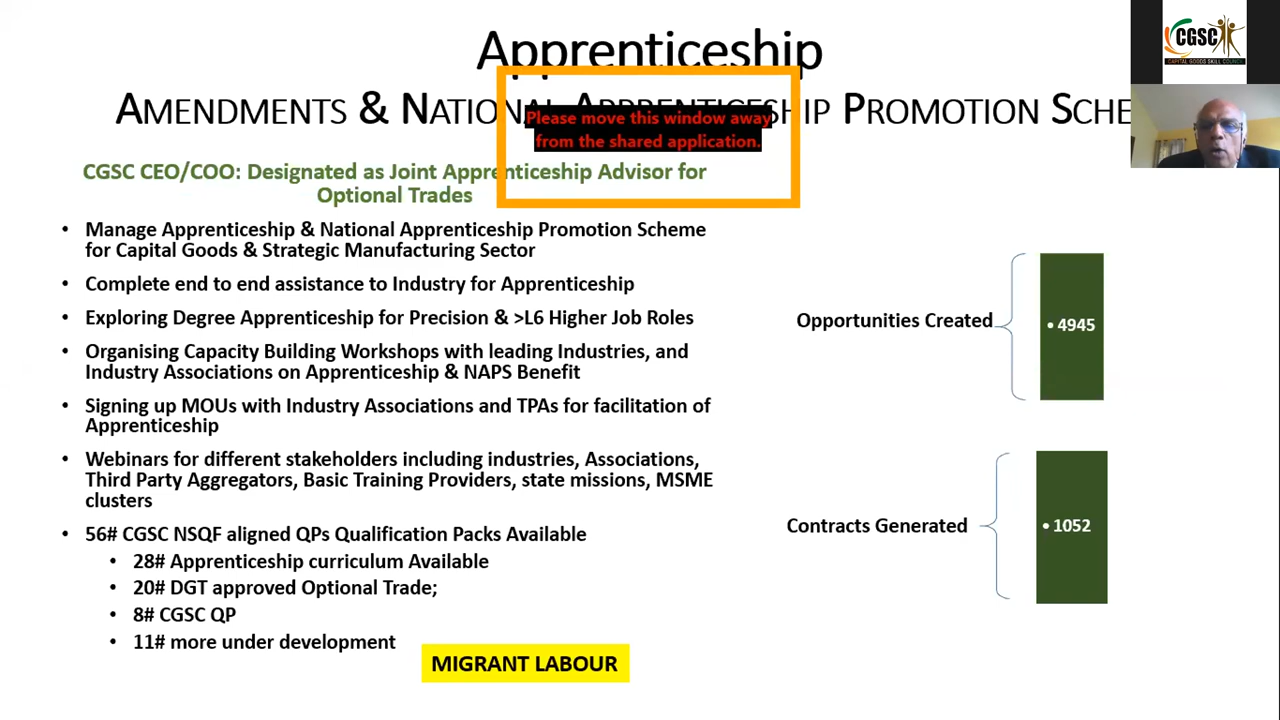 Apprenticeship
AMENDMENTS & NATIONAL APPRENTICESHIP PROMOTION SCHE
Please move this window away
from the shared application.
CGSC CEO/COO: Designated as Joint Apprenticeship Advisor for
Optional Trades
• Manage Apprenticeship & National Apprenticeship Promotion Scheme
for Capital Goods & Strategic Manufacturing Sector
• Complete end to end assistance to Industry for Apprenticeship
• Exploring Degree Apprenticeship for Precision & >L6 Higher Job Roles
• Organising Capacity Building Workshops with leading Industries, and
Industry Associations on Apprenticeship & NAPS Benefit
• Signing up MOUs with Industry Associations and TPAs for facilitation of
Apprenticeship
• Webinars for different stakeholders including industries, Associations,
Third Party Aggregators, Basic Training Providers, state missions, MSME
clusters
• 56# CGSC NSQF aligned QPs Qualification Packs Available
• 28# Apprenticeship curriculum Available
• 20# DGT approved Optional Trade;
• 8# CGSC QP
• 11# more under development
MIGRANT LABOUR
Opportunities Created
• 4945
Contracts Generated
• 1052
CGSC
CAPITAL GOODS SKILL COUNCIL